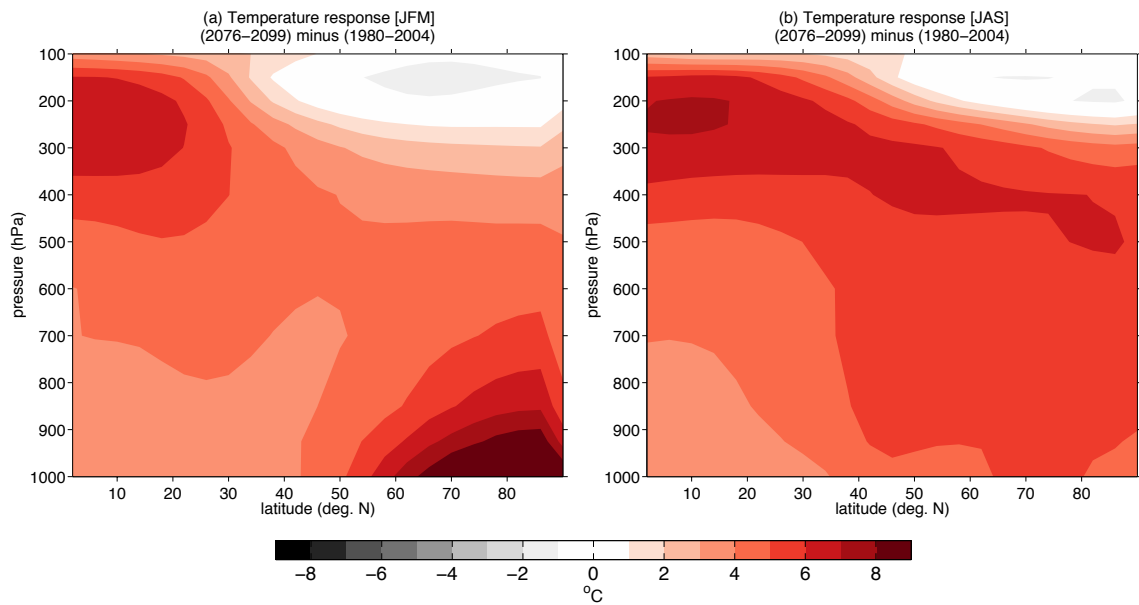 (a) Temperature response [JFM]
(2076−2099) minus (1980−2004)
100
200
300
400
500
600
700
800
900
1000
pressure (hPa)
10 20 30 40 50 60 70 80
latitude (deg. N)
(b) Temperature response [JAS]
(2076−2099) minus (1980−2004)
100
200
300
400
500
600
700
800
900
1000
pressure (hPa)
10 20 30 40 50 60 70 80
latitude (deg. N)
−8 −6 −4 −2 0 2 4 6 8
°C